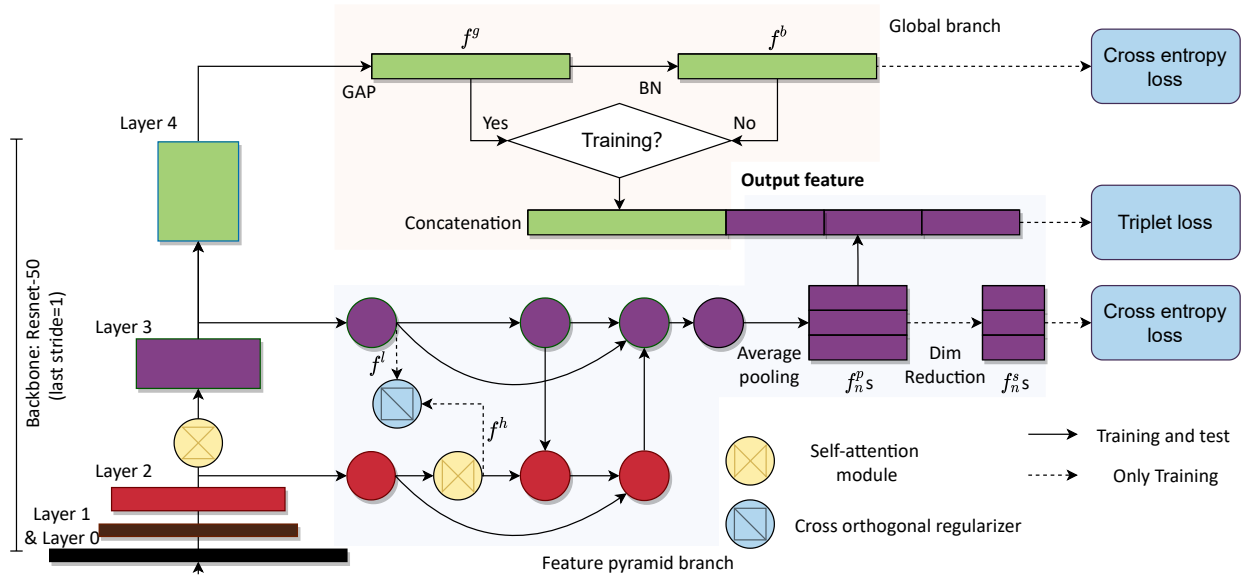 f^g
f^b
Global branch
Cross entropy
loss
GAP
BN
Layer 4
Yes
No
Training?
Output feature
Concatenation
Triplet loss
Backbone: Resnet-50
(last stride=1)
Layer 3
f^l
Average
pooling
f_n^p s
Dim
Reduction
f_n^s s
Cross entropy
loss
f^h
Layer 2
Self-attention
module
Training and test
Only Training
Layer 1
& Layer 0
Cross orthogonal regularizer
Feature pyramid branch